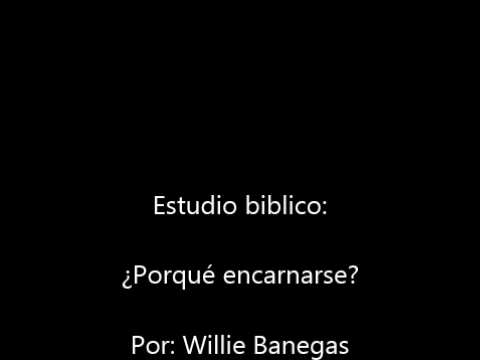 Estudio biblico:
¿Porqué encarnarse?
Por: Willie Banegas